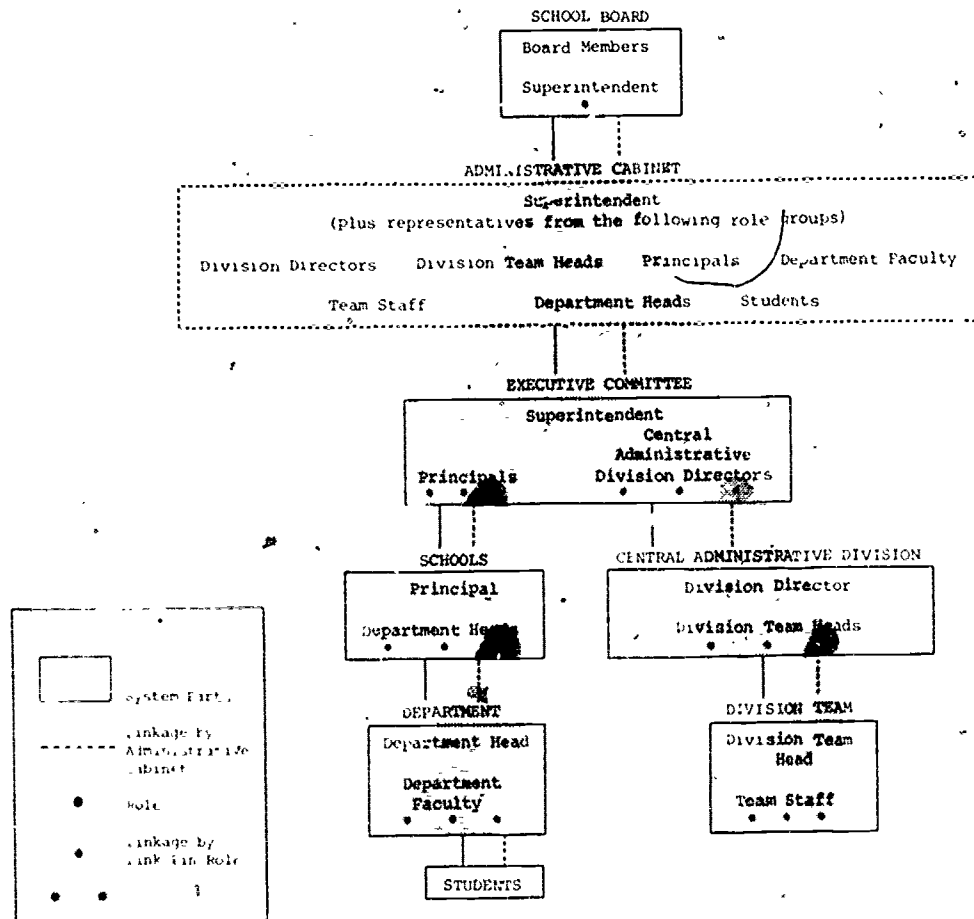 SCHOOL BOARD
Board Members
Superintendent
ADMINISTRATIVE CABINET
Superintendent
(Plus representatives from the following role groups)
Division Directors Division Team Heads Principals Department Faculty
Team Staff Department Heads Students
EXECUTIVE COMMITTEE
Superintendent
Central
Administrative
Principals Division Directors
SCHOOLS CENTRAL ADMINISTRATIVE DIVISION
Principal Division Director
Department Heads Division Team Heads
DEPARTMENT DIVISION TEAM
Department Head Division Team
Head
Department
Faculty Team Staff
STUDENTS
System
Linkage by
Administrative
Cabinet
Role
Linkage by
Role